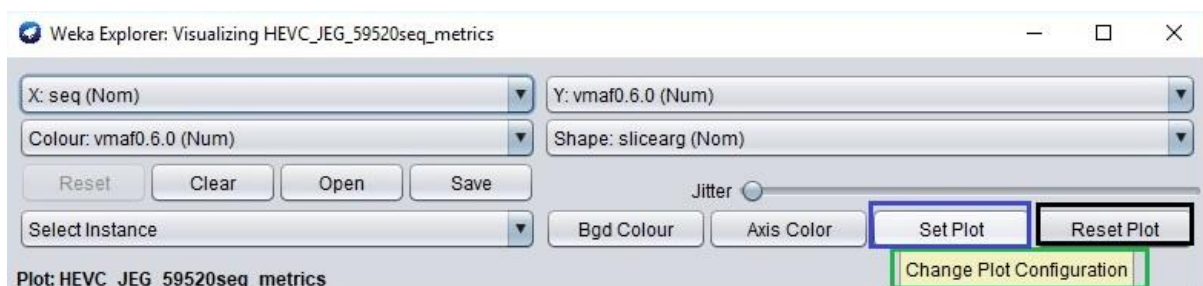 Weka Explorer: Visualizing HEVC_JEG_59520seq_metrics
X: seq (Nom) Y: vmaf0.6.0 (Num)
Colour: vmaf0.6.0 (Num) Shape: slicearg (Nom)
Reset Clear Open Save Jitter
Select Instance Bgd Colour Axis Color Set Plot Reset Plot
Change Plot Configuration
Plot: HEVC_JEG_59520seq_metrics